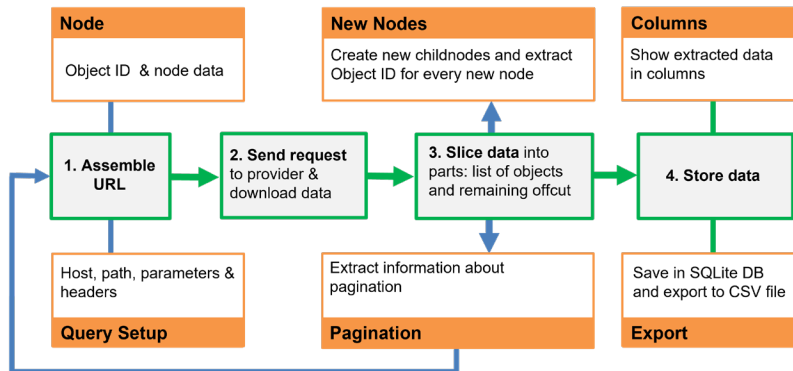 Node
Object ID & node data
New Nodes
Create new childnodes and extract
Object ID for every new node
Columns
Show extracted data
in columns
1. Assemble
URL
2. Send request
to provider &
download data
3. Slice data into
parts: list of objects
and remaining offcut
4. Store data
Host, path, parameters &
headers
Query Setup
Extract information about
pagination
Pagination
Save in SQLite DB
and export to CSV file
Export